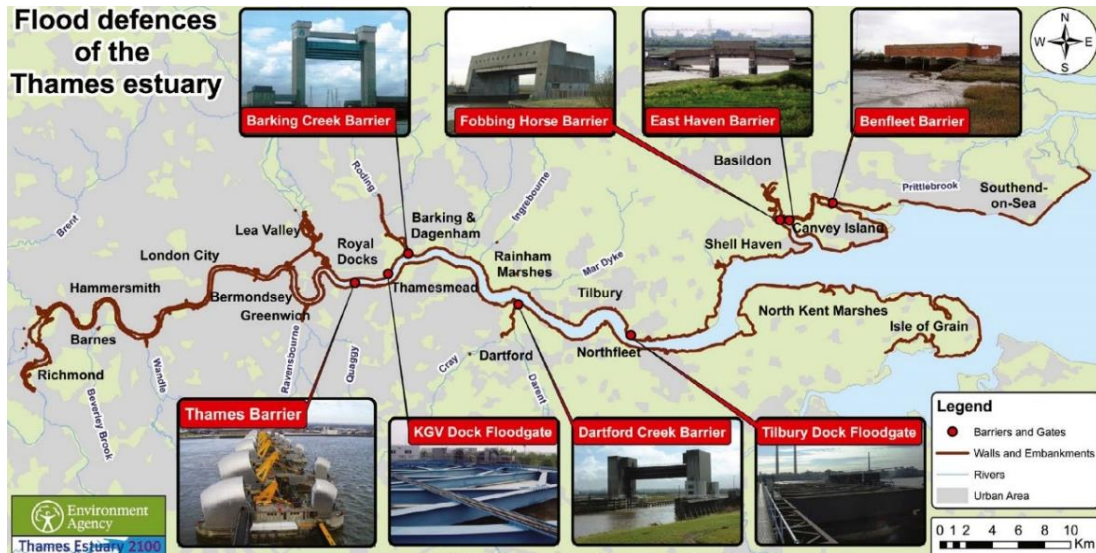 Flood defences
of the
Thames estuary
N
W E
S
Barking Creek Barrier
Fobbing Horse Barrier
East Haven Barrier
Benfleet Barrier
Basildon
Prittlebrook
Southend-
on-Sea
Canvey Island
Shell Haven
Roding
Ingrebourne
Brent
Lea Valley
Barking &
Dagenham
Royal
Docks
London City
Rainham
Marshes
Mar Dyke
Hammersmith
Bermondsey
Thamesmead
Tilbury
Greenwich
North Kent Marshes
Isle of Grain
Barnes
Northfleet
Dartford
Richmond
Beverley Brook
Wandle
Ravensbourne
Quaggy
Cray
Darent
Thames Barrier
KGV Dock Floodgate
Dartford Creek Barrier
Tilbury Dock Floodgate
Legend
Barriers and Gates
Walls and Embankments
Rivers
Urban Area
0 1 2 4 6 8 10
Km
Environment
Agency
Thames Estuary 2100